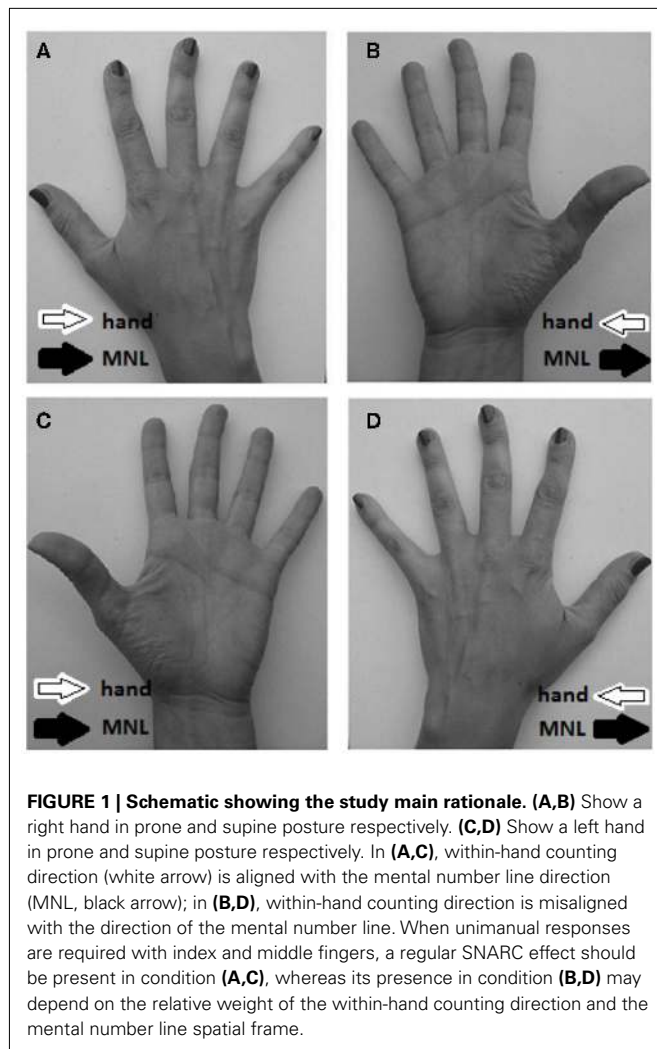 A
B
hand
MNL
hand
MNL
C
D
hand
MNL
hand
MNL
FIGURE 1 | Schematic showing the study main rationale. (A,B) Show a
right hand in prone and supine posture respectively. (C,D) Show a left hand
in prone and supine posture respectively. In (A,C), within-hand counting
direction (white arrow) is aligned with the mental number line direction
(MNL, black arrow); in (B,D), within-hand counting direction is misaligned
with the direction of the mental number line. When unimanual responses
are required with index and middle fingers, a regular SNARC effect should
be present in condition (A,C), whereas its presence in condition (B,D) may
depend on the relative weight of the within-hand counting direction and the
mental number line spatial frame.